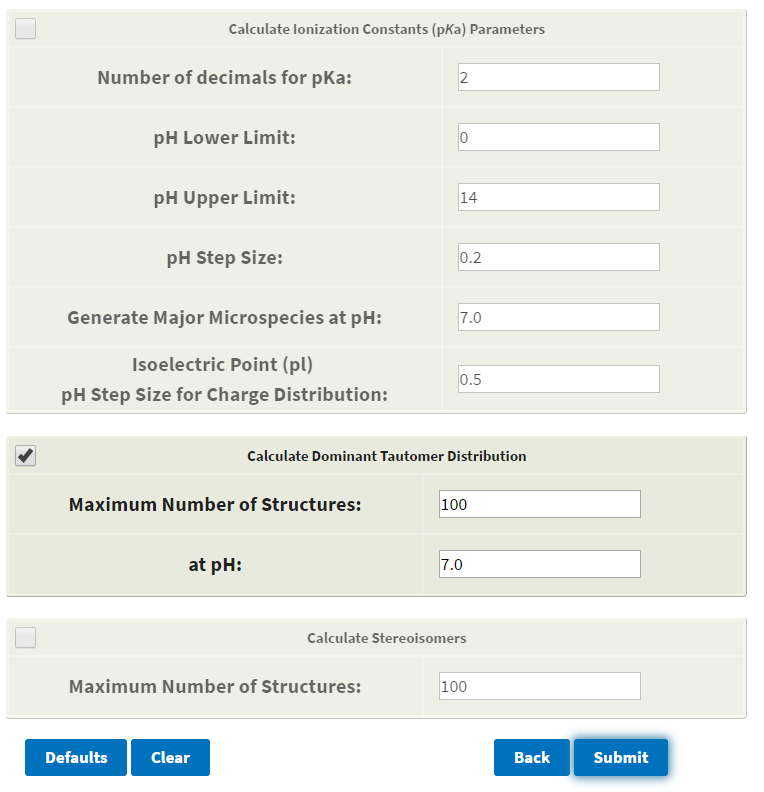 Calculate Ionization Constants (pKa) Parameters
Number of decimals for pKa: 2
pH Lower Limit: 0
pH Upper Limit: 14
pH Step Size: 0.2
Generate Major Microspecies at pH: 7.0
Isoelectric Point (pl)
pH Step Size for Charge Distribution: 0.5
Calculate Dominant Tautomer Distribution
Maximum Number of Structures: 100
at pH: 7.0
Calculate Stereoisomers
Maximum Number of Structures: 100
Defaults Clear Back Submit